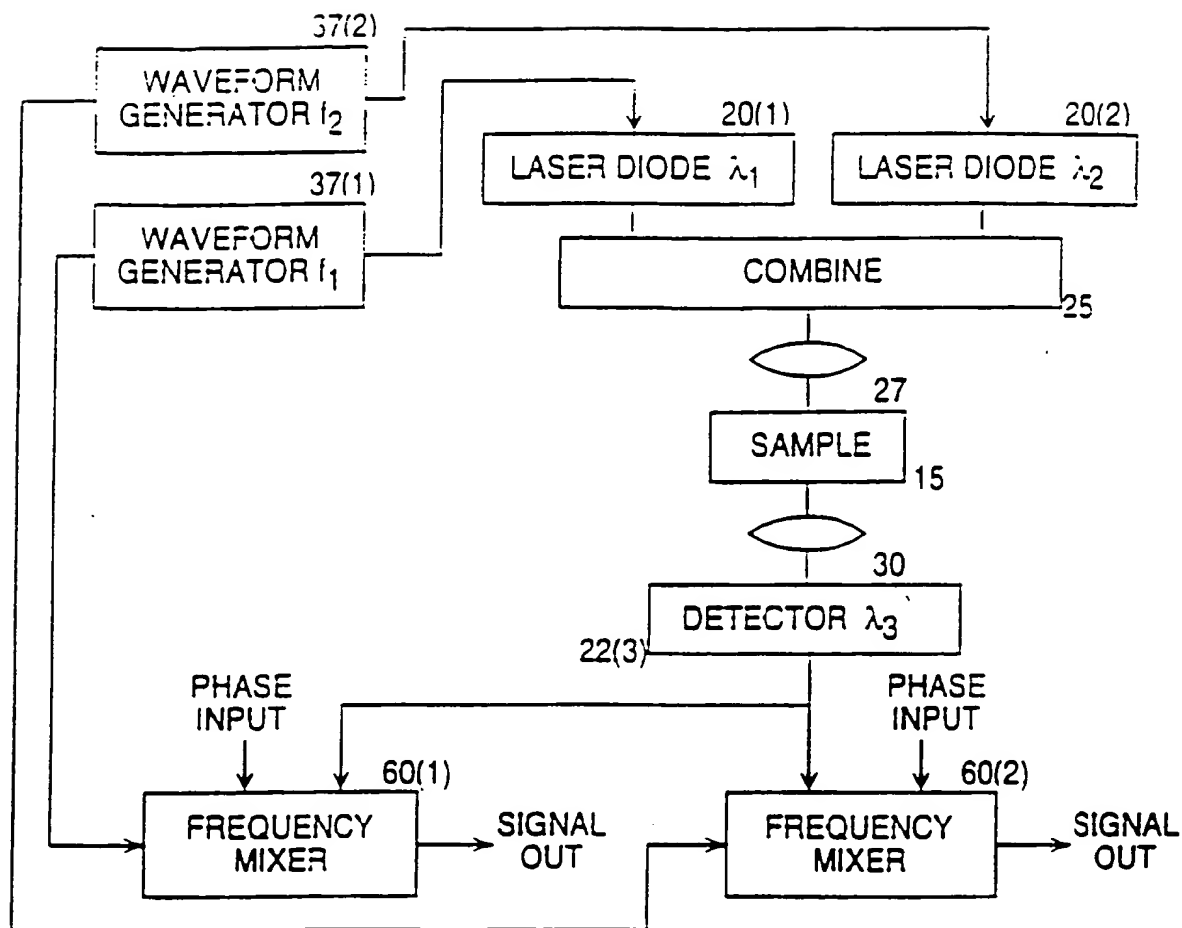 37(2)
WAVEFORM
GENERATOR f₂
37(1)
WAVEFORM
GENERATOR f₁
20(1)
LASER DIODE λ₁
20(2)
LASER DIODE λ₂
COMBINE
25
27
SAMPLE
15
30
DETECTOR λ₃
22(3)
PHASE
INPUT
60(1)
FREQUENCY
MIXER
SIGNAL
OUT
PHASE
INPUT
60(2)
FREQUENCY
MIXER
SIGNAL
OUT